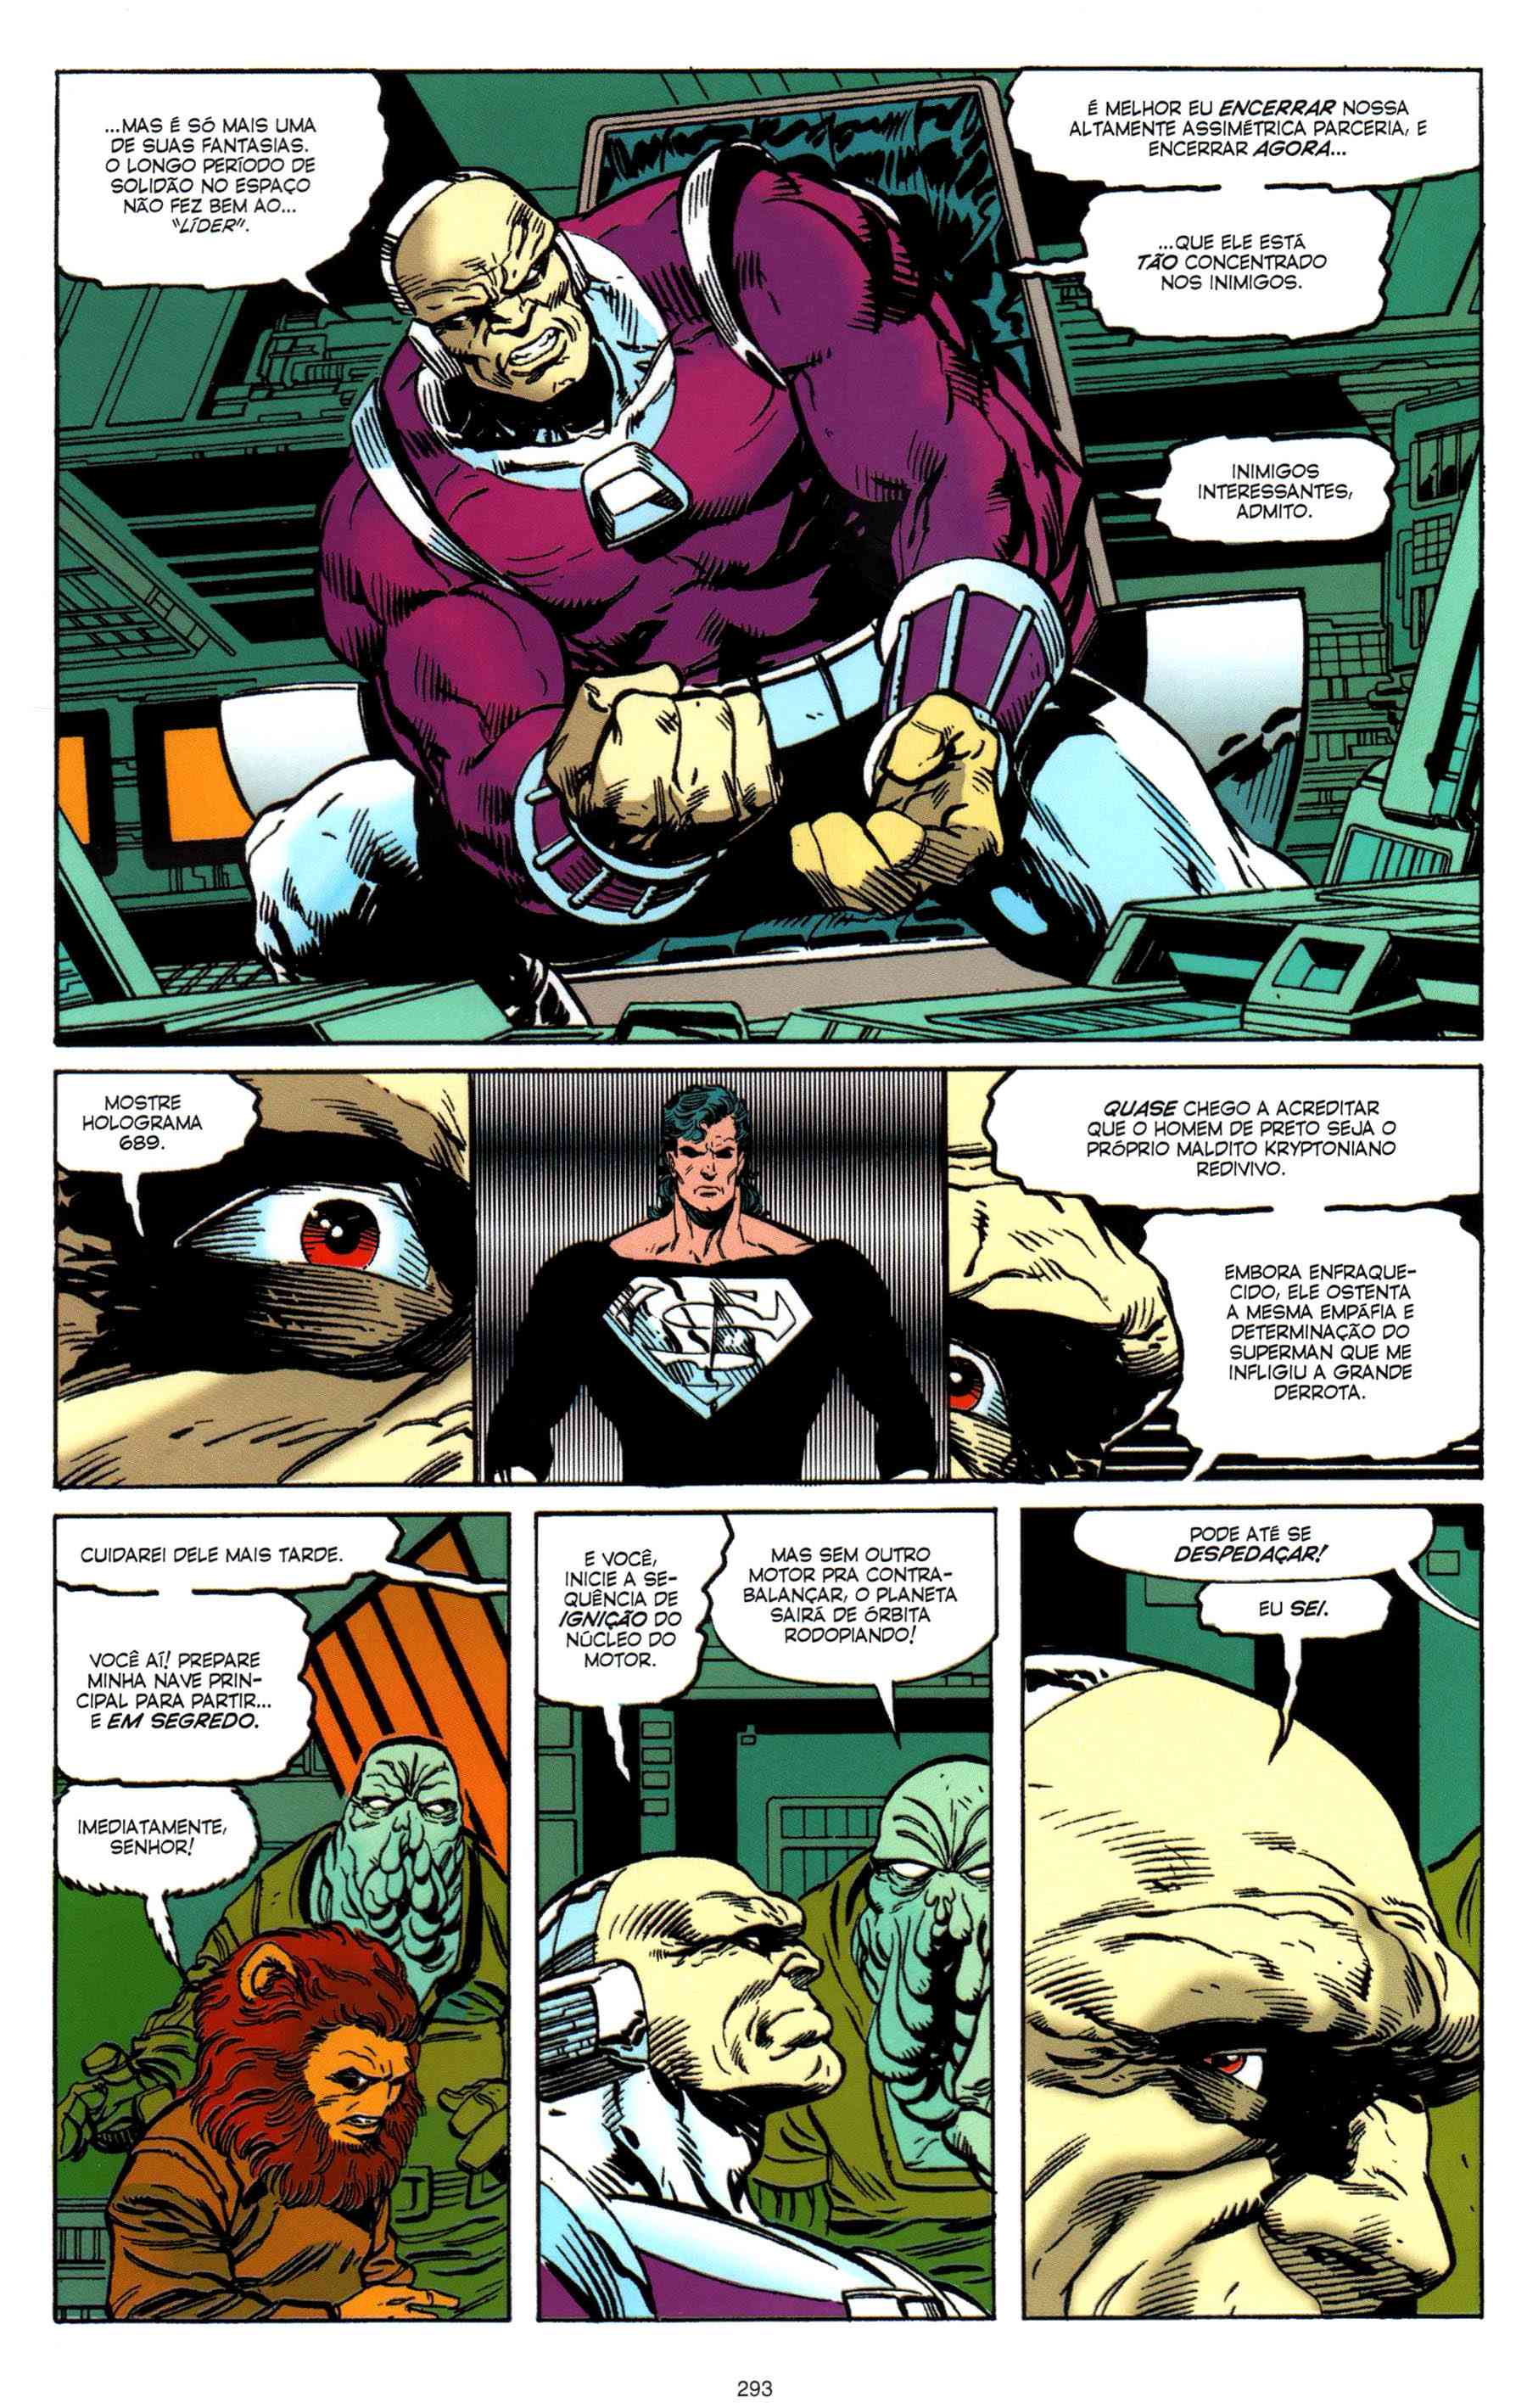 ...MAS É SÓ MAIS UMA
DE SUAS FANTASIAS.
O LONGO PERÍODO DE
SOLIDÃO NO ESPAÇO
NÃO FEZ BEM AO...
"LÍDER".
É MELHOR EU ENCERRAR NOSSA
ALTAMENTE ASSIMÉTRICA PARCERIA, E
ENCERRAR AGORA...
...QUE ELE ESTÁ
TÃO CONCENTRADO
NOS INIMIGOS.
INIMIGOS
INTERESSANTES,
ADMITO.
MOSTRE
HOLOGRAMA
689.
QUASE CHEGO A ACREDITAR
QUE O HOMEM DE PRETO SEJA O
PRÓPRIO MALDITO KRYPTONIANO
REDIVIVO.
EMBORA ENFRAQUE-
CIDO, ELE OSTENTA
A MESMA EMPÁFIA E
DETERMINAÇÃO DO
SUPERMAN QUE ME
INFLIGIU A GRANDE
DERROTA.
CUIDAREI DELE MAIS TARDE.
VOCÊ AÍ! PREPARE
MINHA NAVE PRIN-
CIPAL PARA PARTIR...
E EM SEGREDO.
IMEDIATAMENTE,
SENHOR!
E VOCÊ,
INICIE A SE-
QUÊNCIA DE
IGNIÇÃO DO
NÚCLEO DO
MOTOR.
MAS SEM OUTRO
MOTOR PRA CONTRA-
BALANÇAR, O PLANETA
SAIRÁ DE ÓRBITA
RODOPIANDO!
PODE ATÉ SE
DESPEDAÇAR!
EU SEI.
293